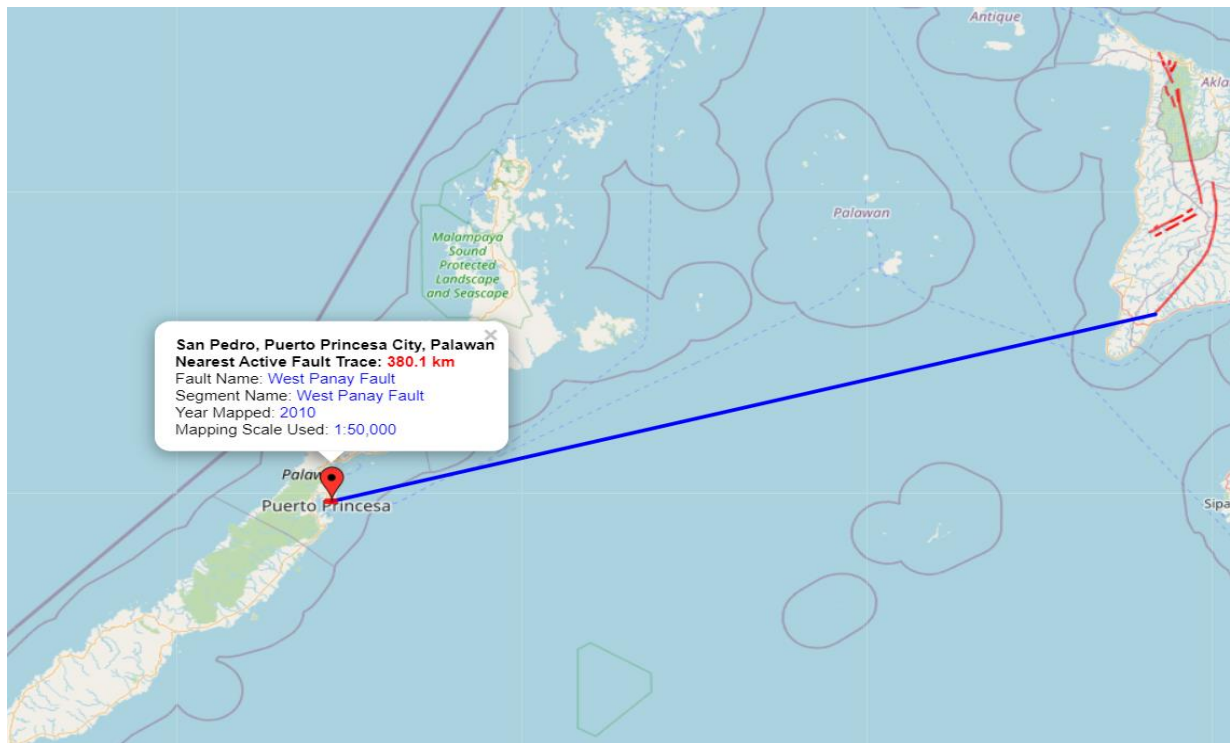 Antique
Akla
Palawan
Malampaya
Sound
Protected
Landscape
and Seascape
×
San Pedro, Puerto Princesa City, Palawan
Nearest Active Fault Trace: 380.1 km
Fault Name: West Panay Fault
Segment Name: West Panay Fault
Year Mapped: 2010
Mapping Scale Used: 1:50,000
Palaw
Puerto Princesa
Sipa